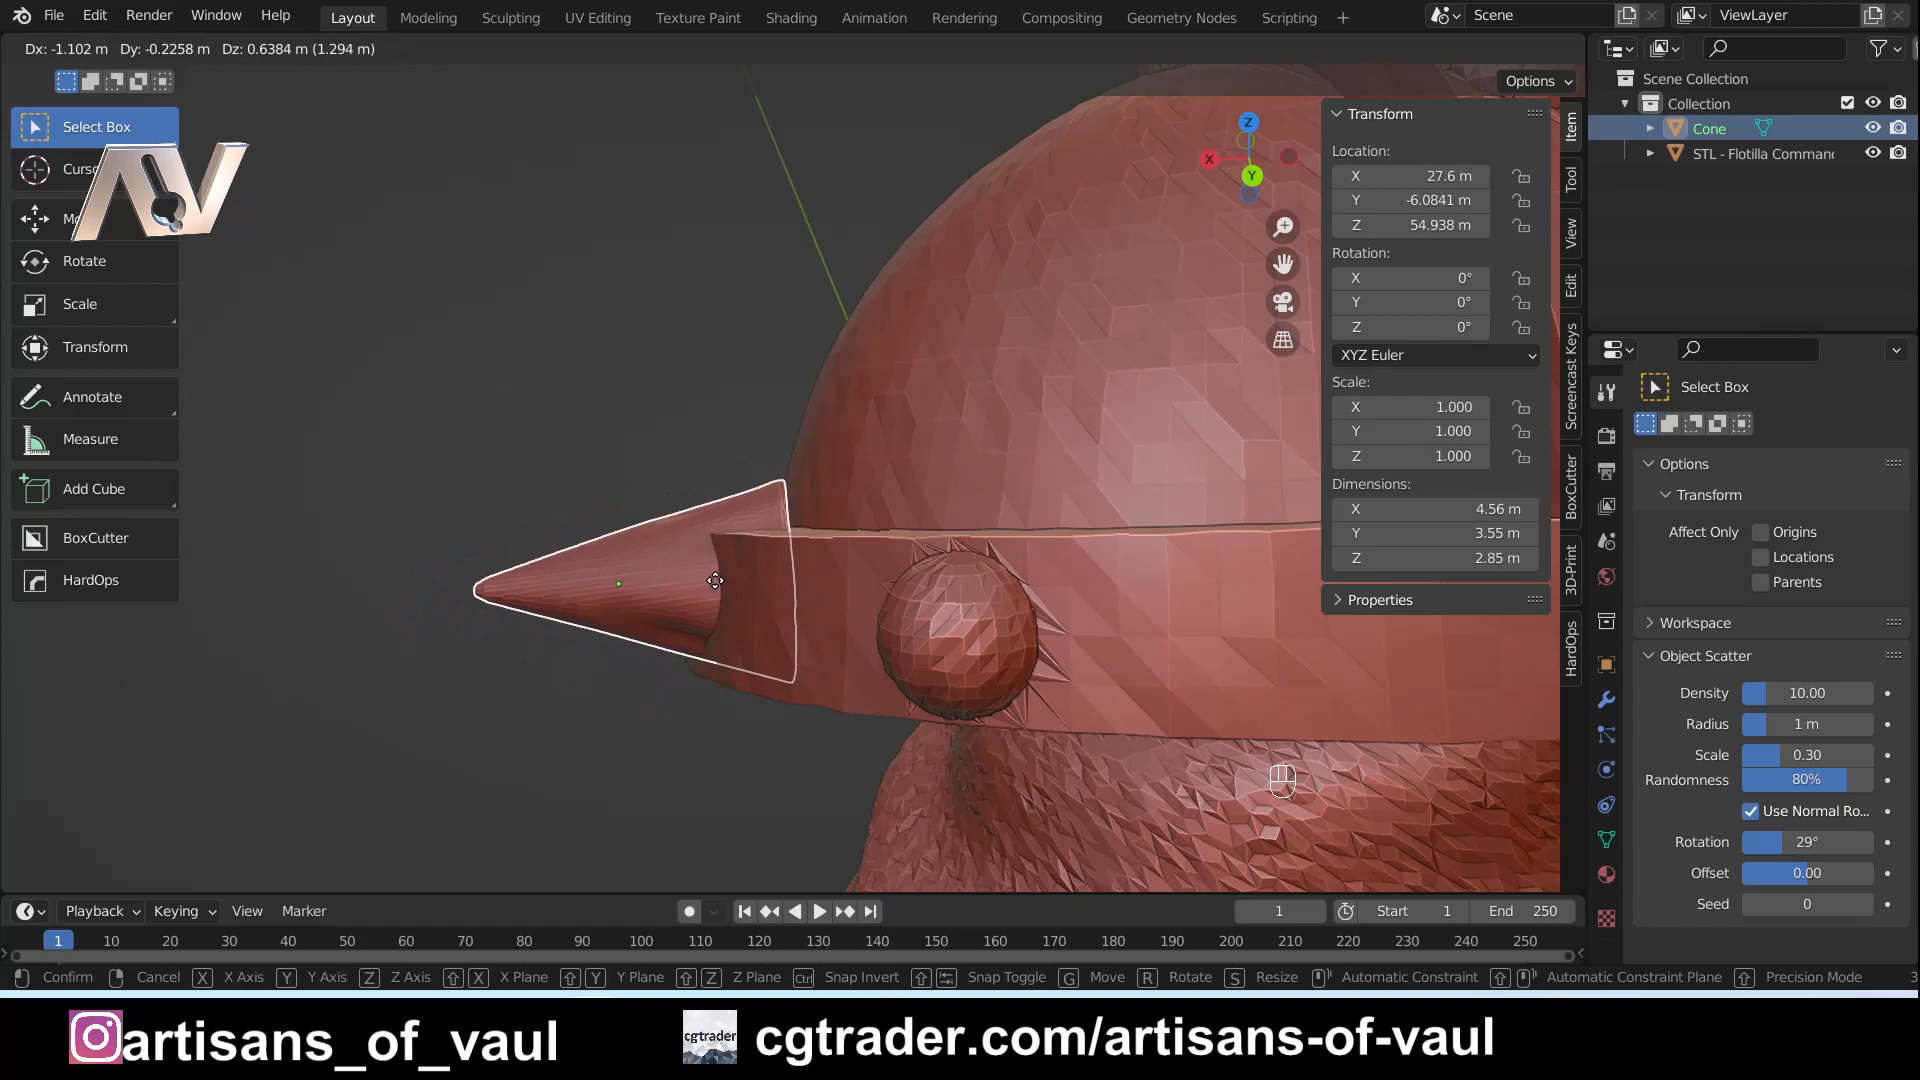 File Edit Render Window Help Layout Modeling Sculpting UV Editing Texture Paint Shading Animation Rendering Compositing Geometry Nodes Scripting + Scene ViewLayer
Dx: -1.102 m Dy: -0.2258 m Dz: 0.6384 m (1.294 m)
Options
Select Box
Rotate
Scale
Transform
Annotate
Measure
Add Cube
BoxCutter
HardOps
AV
Z
X
Y
Transform
Location:
X 27.6 m
Y -6.0841 m
Z 54.938 m
Rotation:
X 0°
Y 0°
Z 0°
XYZ Euler
Scale:
X 1.000
Y 1.000
Z 1.000
Dimensions:
X 4.56 m
Y 3.55 m
Z 2.85 m
Properties
Item
Tool
View
Edit
Screencast Keys
BoxCutter
3D-Print
HardOps
Scene Collection
Collection
Cone
STL - Flotilla Command
Select Box
Options
Transform
Affect Only Origins
Locations
Parents
Workspace
Object Scatter
Density 10.00
Radius 1 m
Scale 0.30
Randomness 80%
Use Normal Ro...
Rotation 29°
Offset 0.00
Seed 0
Playback Keying View Marker 1 Start 1 End 250
1 10 20 30 40 50 60 70 80 90 100 110 120 130 140 150 160 170 180 190 200 210 220 230 240 250
Confirm Cancel X X Axis Y Y Axis Z Z Axis X X Plane Y Y Plane Z Z Plane Ctrl Snap Invert Snap Toggle G Move R Rotate S Resize Automatic Constraint Automatic Constraint Plane Precision Mode
artisans_of_vaul
cgtrader
cgtrader.com/artisans-of-vaul